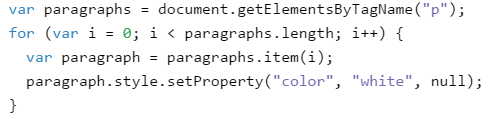 var paragraphs = document.getElementsByTagName("p");
for (var i = 0; i < paragraphs.length; i++) {
  var paragraph = paragraphs.item(i);
  paragraph.style.setProperty("color", "white", null);
}